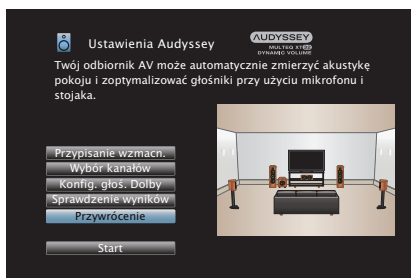 Ustawienia Audyssey
AUDYSSEY
MULTEQ XT32
DYNAMIC VOLUME
Twój odbiornik AV może automatycznie zmierzyć akustykę
pokoju i zoptymalizować głośniki przy użyciu mikrofonu i
stojaka.
Przypisanie wzmacn.
Wybór kanałów
Konfig. głoś. Dolby
Sprawdzenie wyników
Przywrócenie
Start